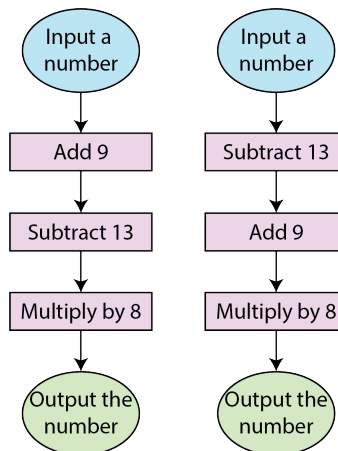 Input a
number
Add 9
Subtract 13
Multiply by 8
Output the
number
Input a
number
Subtract 13
Add 9
Multiply by 8
Output the
number